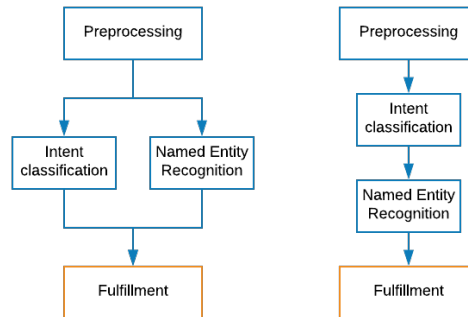 Preprocessing
Intent
classification
Named Entity
Recognition
Fulfillment
Preprocessing
Intent
classification
Named Entity
Recognition
Fulfillment